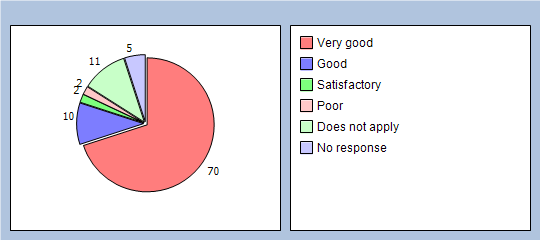 5
11
2
2
10
70
Very good
Good
Satisfactory
Poor
Does not apply
No response